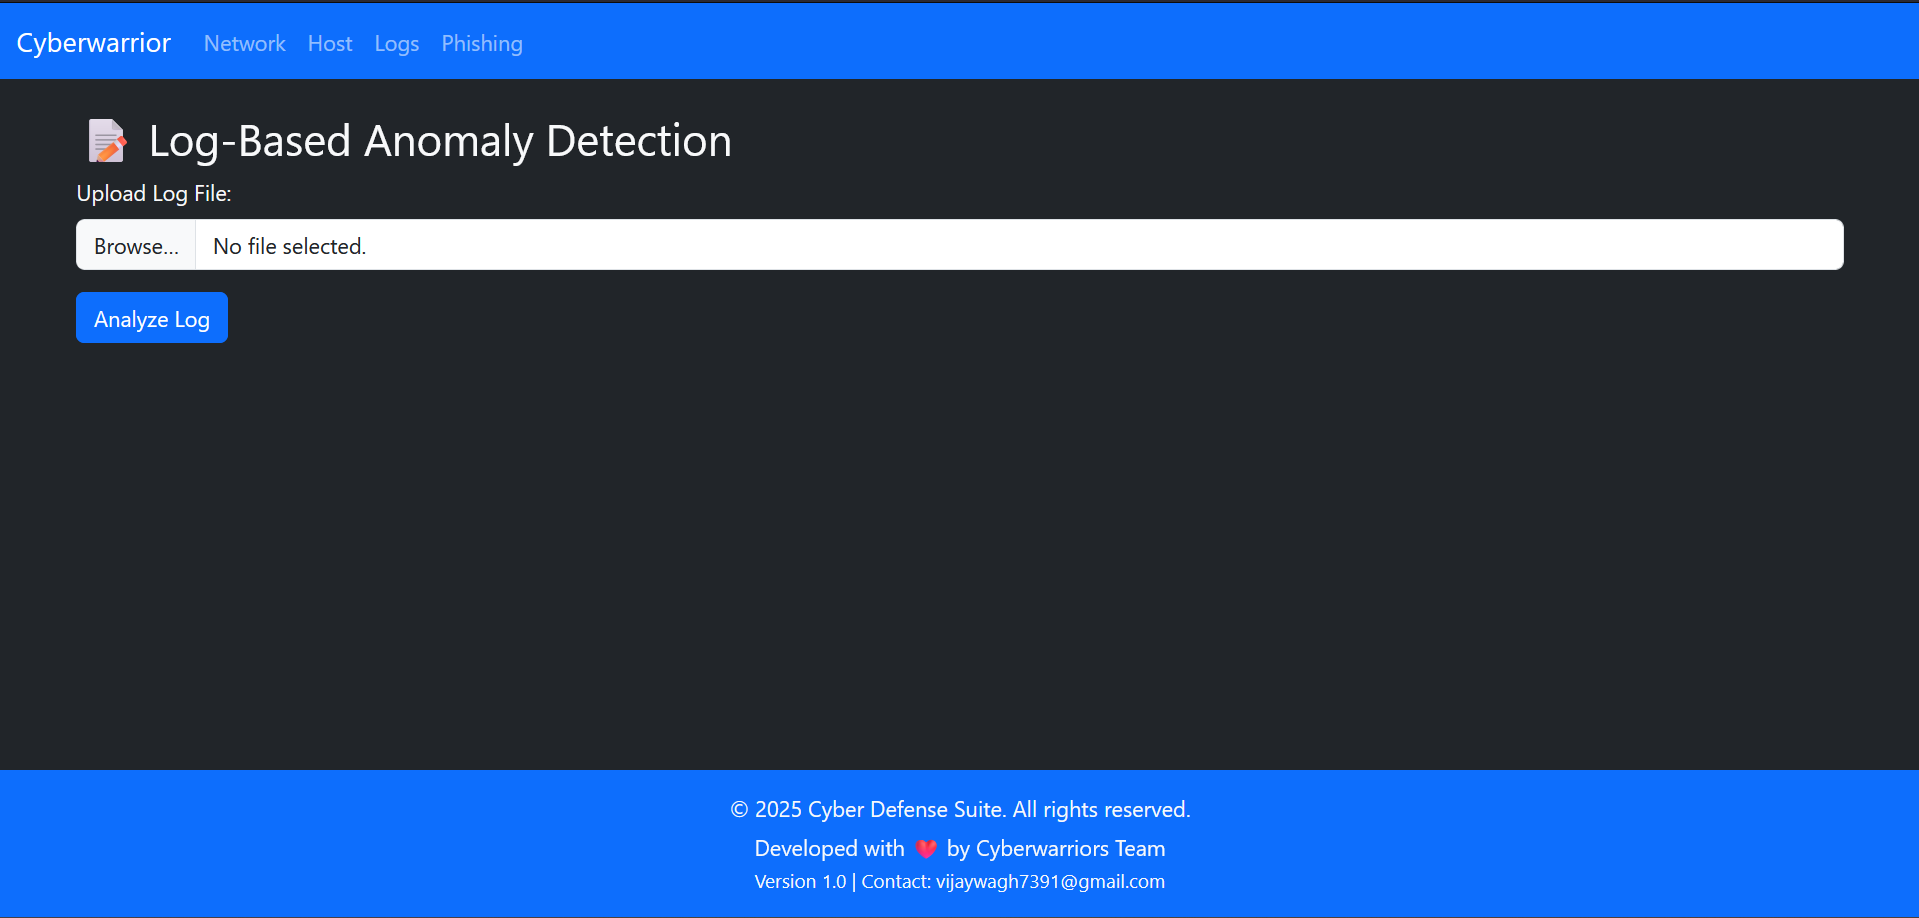 Cyberwarrior Network Host Logs Phishing
Log-Based Anomaly Detection
Upload Log File:
Browse... No file selected.
Analyze Log
© 2025 Cyber Defense Suite. All rights reserved.
Developed with ❤️ by Cyberwarriors Team
Version 1.0 | Contact: vijaywagh7391@gmail.com